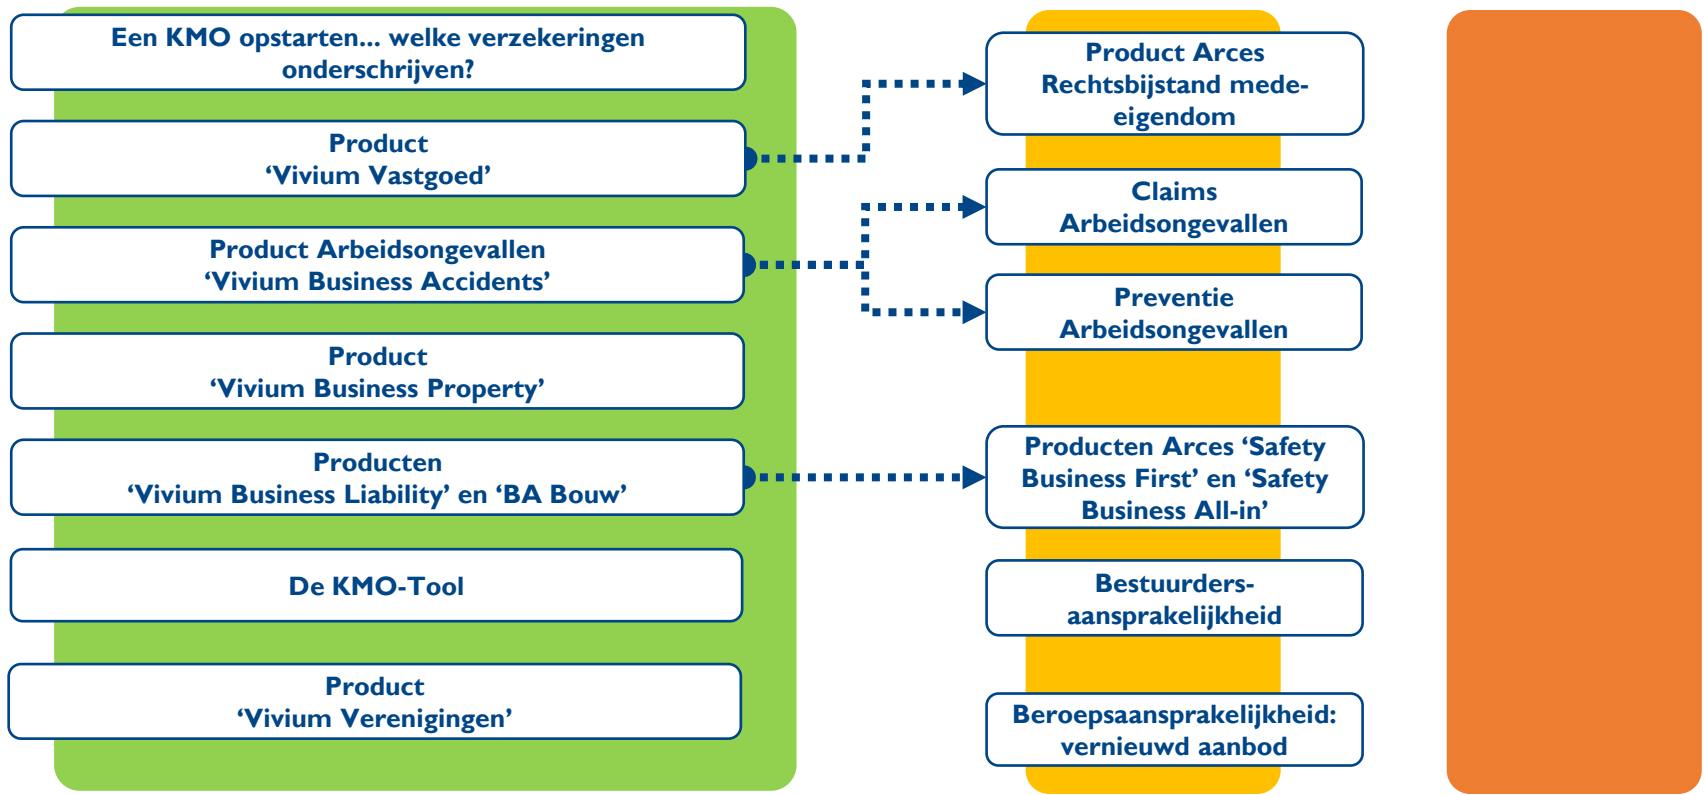 Een KMO opstarten... welke verzekeringen
onderschrijven?
Product
‘Vivium Vastgoed’
Product Arbeidsongevallen
‘Vivium Business Accidents’
Product
‘Vivium Business Property’
Producten
‘Vivium Business Liability’ en ‘BA Bouw’
De KMO-Tool
Product
‘Vivium Verenigingen’
Product Arces
Rechtsbijstand mede-
eigendom
Claims
Arbeidsongevallen
Preventie
Arbeidsongevallen
Producten Arces ‘Safety
Business First’ en ‘Safety
Business All-in’
Bestuurders-
aansprakelijkheid
Beroepsaansprakelijkheid:
vernieuwd aanbod